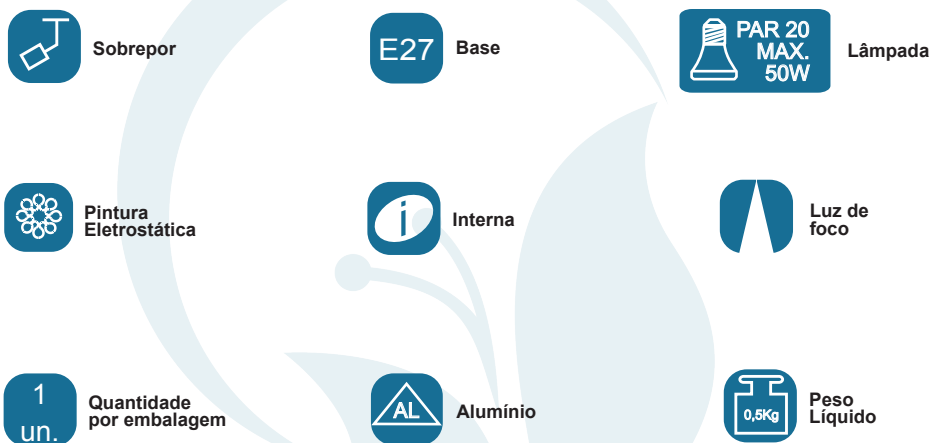 Sobrepor
E27
Base
PAR 20
MAX.
50W
Lâmpada
Pintura
Eletrostática
i
Interna
Luz de
foco
1
un.
Quantidade
por embalagem
AL
Alumínio
0,5Kg
Peso
Líquido